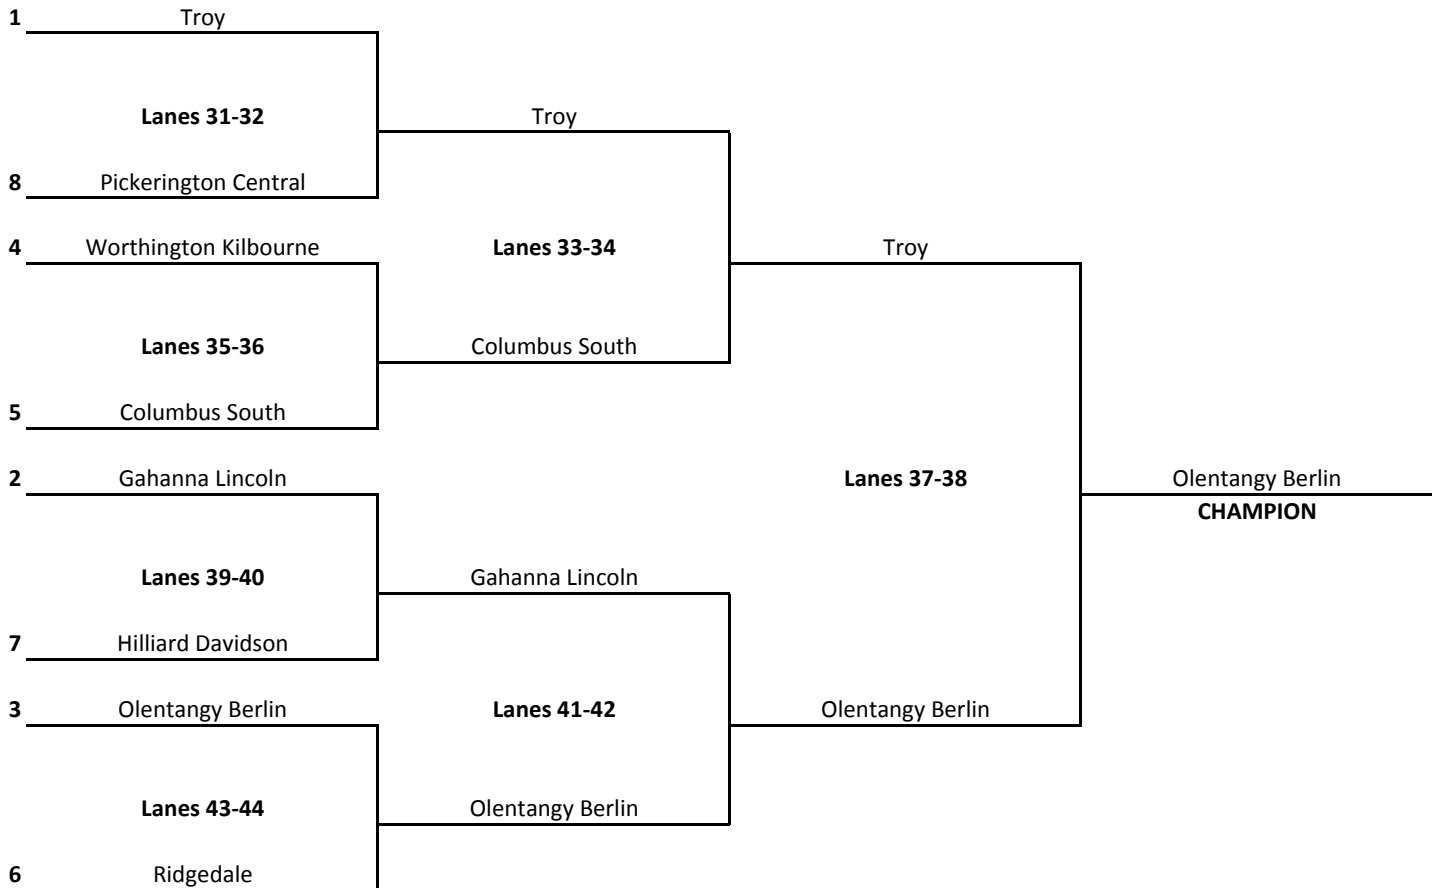 1 Troy
Lanes 31-32 Troy
8 Pickerington Central
4 Worthington Kilbourne Lanes 33-34 Troy
Lanes 35-36 Columbus South
5 Columbus South
2 Gahanna Lincoln Lanes 37-38 Olentangy Berlin
CHAMPION
Lanes 39-40 Gahanna Lincoln
7 Hilliard Davidson
3 Olentangy Berlin Lanes 41-42 Olentangy Berlin
Lanes 43-44 Olentangy Berlin
6 Ridgedale